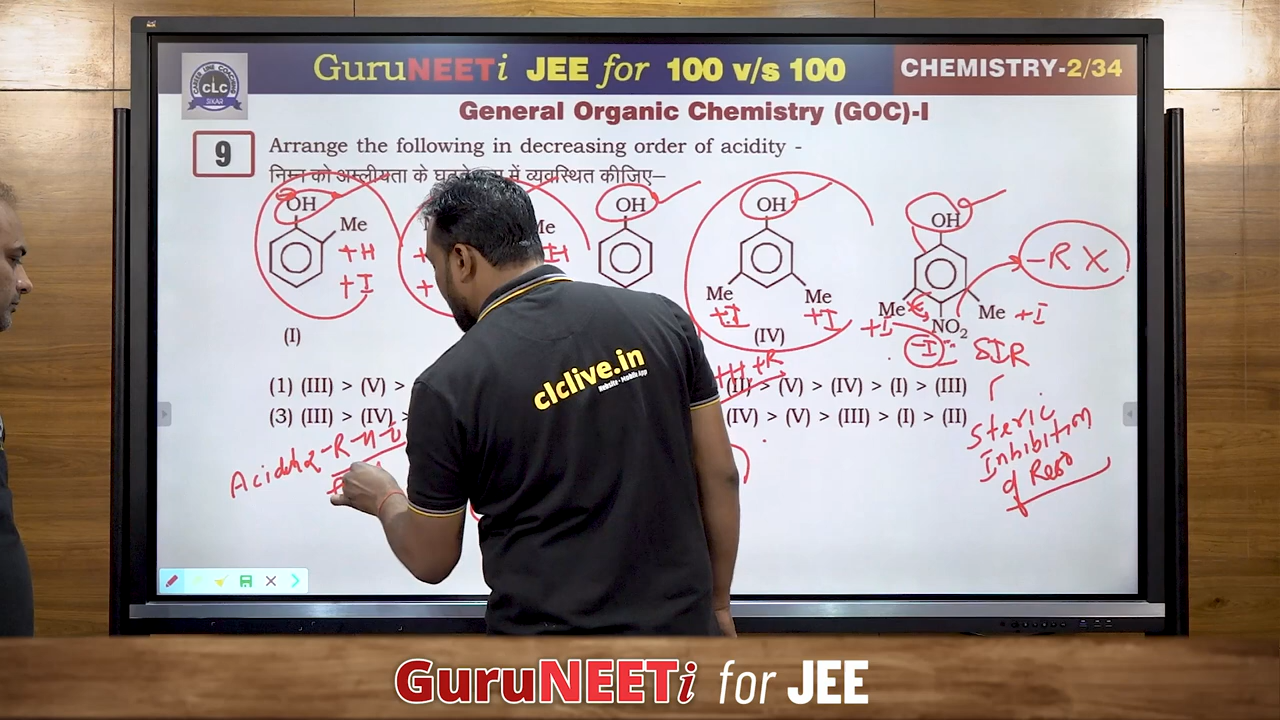 GuruNEETi JEE for 100 v/s 100
CHEMISTRY-2/34
CLC
SIKAR
General Organic Chemistry (GOC)-I
9
Arrange the following in decreasing order of acidity -
निम्न को अम्लीयता के में व्यवस्थित कीजिए–
OH
Me
+H
+I
(I)
OH
OH
Me
+I
Me
+I
(IV)
OH
Me
+I
NO2
Me
+I
-I
-R X
SIR
Steric
Inhibition
of Reso
+H +R
(1) (III) > (V) >
(II) > (V) > (IV) > (I) > (III)
(3) (III) > (IV) >
(IV) > (V) > (III) > (I) > (II)
-R -H -I
clclive.in
Website - Mobile App
GuruNEETi for JEE